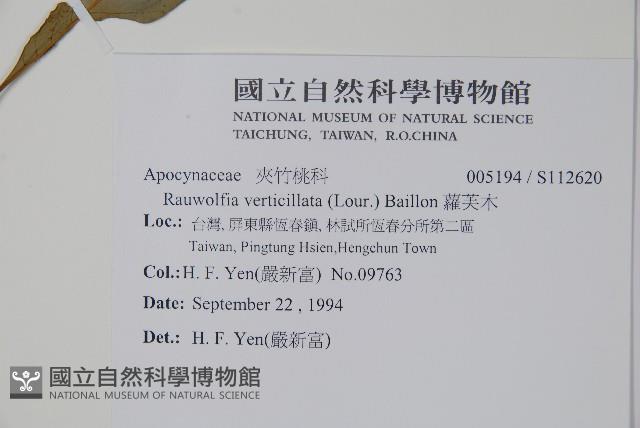 國立自然科學博物館
NATIONAL MUSEUM OF NATURAL SCIENCE
TAICHUNG, TAIWAN, R.O.CHINA
Apocynaceae 夾竹桃科 005194 / S112620
Rauwolfia verticillata (Lour.) Baillon 蘿芙木
Loc.: 台灣, 屏東縣恆春鎮, 林試所恆春分所第二區
Taiwan, Pingtung Hsien,Hengchun Town
Col.: H. F. Yen(嚴新富) No.09763
Date: September 22 , 1994
Det.: H. F. Yen(嚴新富)
國立自然科學博物館
NATIONAL MUSEUM OF NATURAL SCIENCE